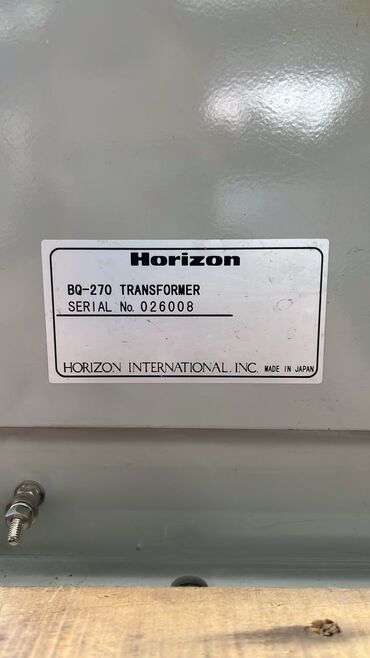 Horizon
BQ-270 TRANSFORMER
SERIAL No. 026008
HORIZON INTERNATIONAL. INC. MADE IN JAPAN